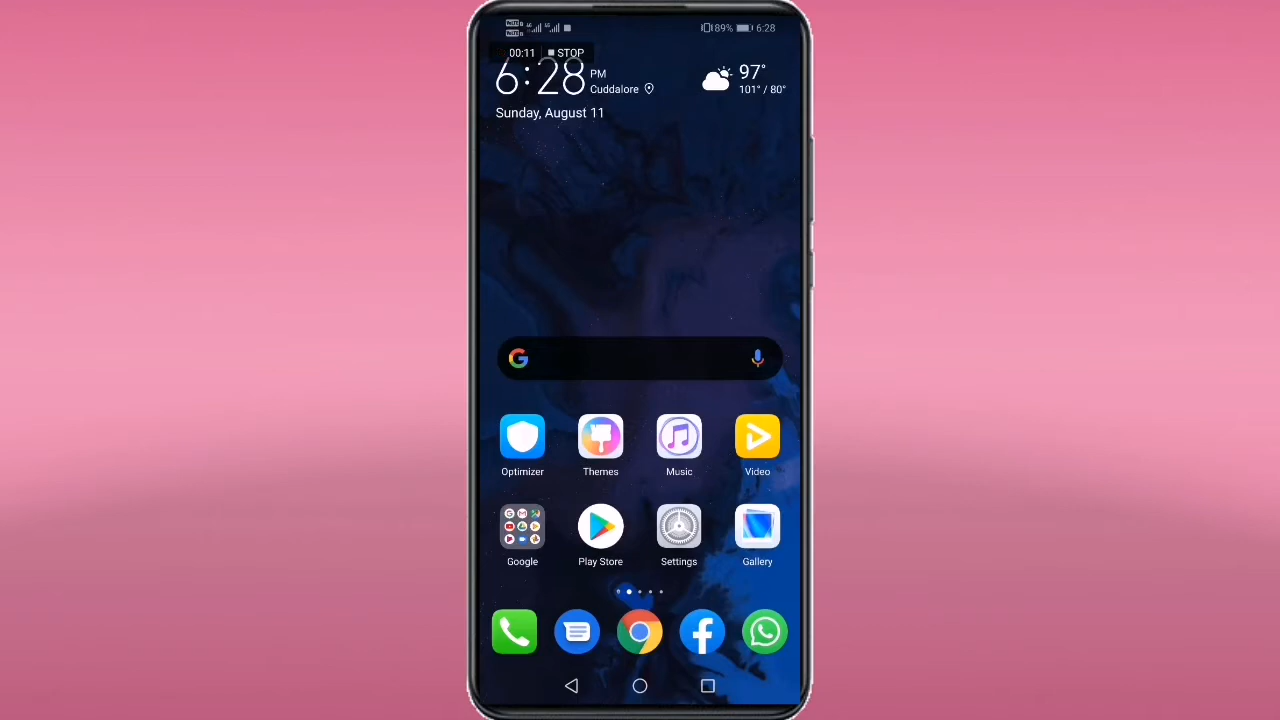 89% 6:28
00:11 STOP
6:28 PM
Cuddalore
97°
101° / 80°
Sunday, August 11
Optimizer Themes Music Video
Google Play Store Settings Gallery